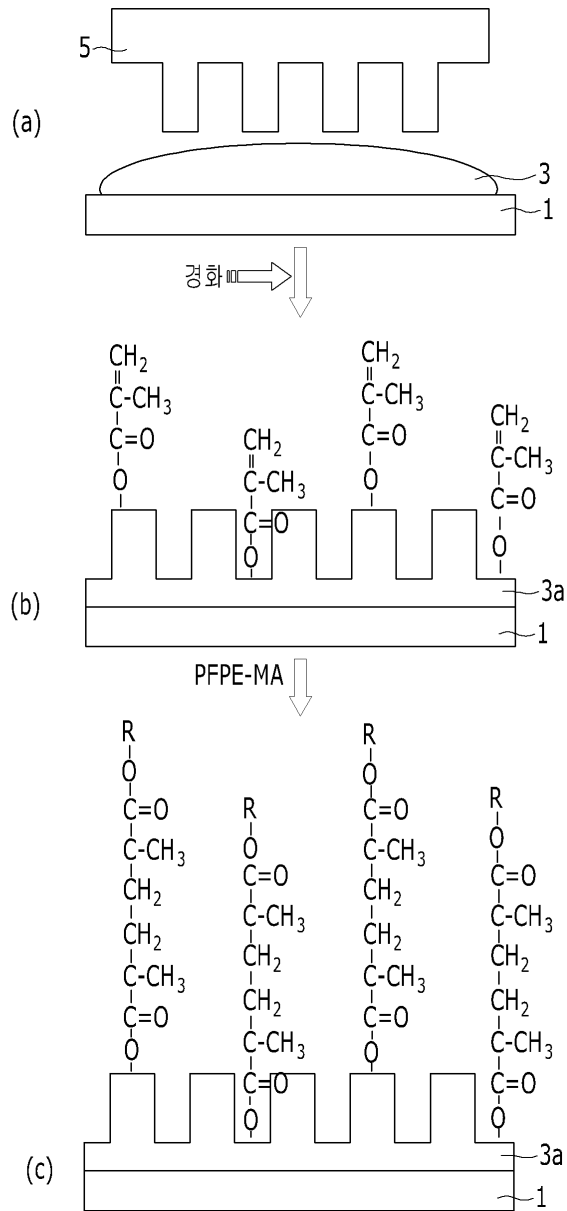 5
(a)
3
1
경화
CH₂
C-CH₃
C=O
O
CH₂
C-CH₃
C=O
O
CH₂
C-CH₃
C=O
O
CH₂
C-CH₃
C=O
O
3a
(b)
1
PFPE-MA
R
O
C=O
C-CH₃
CH₂
CH₂
C-CH₃
C=O
O
R
O
C=O
C-CH₃
CH₂
CH₂
C-CH₃
C=O
O
R
O
C=O
C-CH₃
CH₂
CH₂
C-CH₃
C=O
O
R
O
C=O
C-CH₃
CH₂
CH₂
C-CH₃
C=O
O
3a
(c)
1